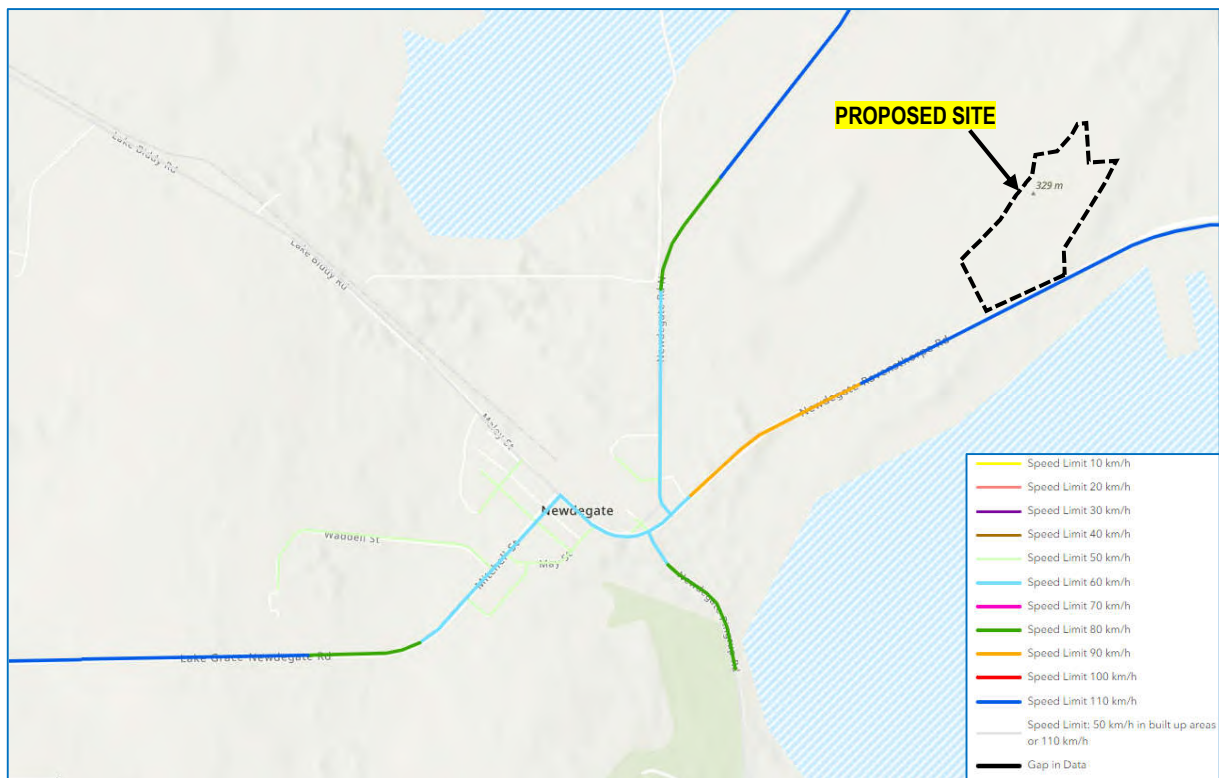 PROPOSED SITE
329 m
Lake Biddy Rd
Lake Biddy Rd
Newdegate Rd N
Newdegate Ravensthorpe Rd
Maley St
Newdegate
Waddell St
Mitchell St
May St
Newdegate Pingrup Rd
Lake Grace-Newdegate Rd
Speed Limit 10 km/h
Speed Limit 20 km/h
Speed Limit 30 km/h
Speed Limit 40 km/h
Speed Limit 50 km/h
Speed Limit 60 km/h
Speed Limit 70 km/h
Speed Limit 80 km/h
Speed Limit 90 km/h
Speed Limit 100 km/h
Speed Limit 110 km/h
Speed Limit: 50 km/h in built up areas
or 110 km/h
Gap in Data